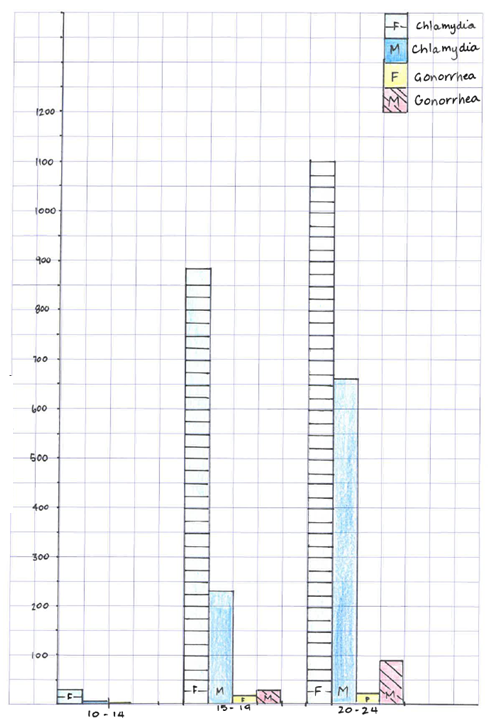 F Chlamydia
M Chlamydia
F Gonorrhea
M Gonorrhea
1200
1100
1000
900
800
700
600
500
400
300
200
100
F
F M F M
F M F M
10-14
15-19
20-24